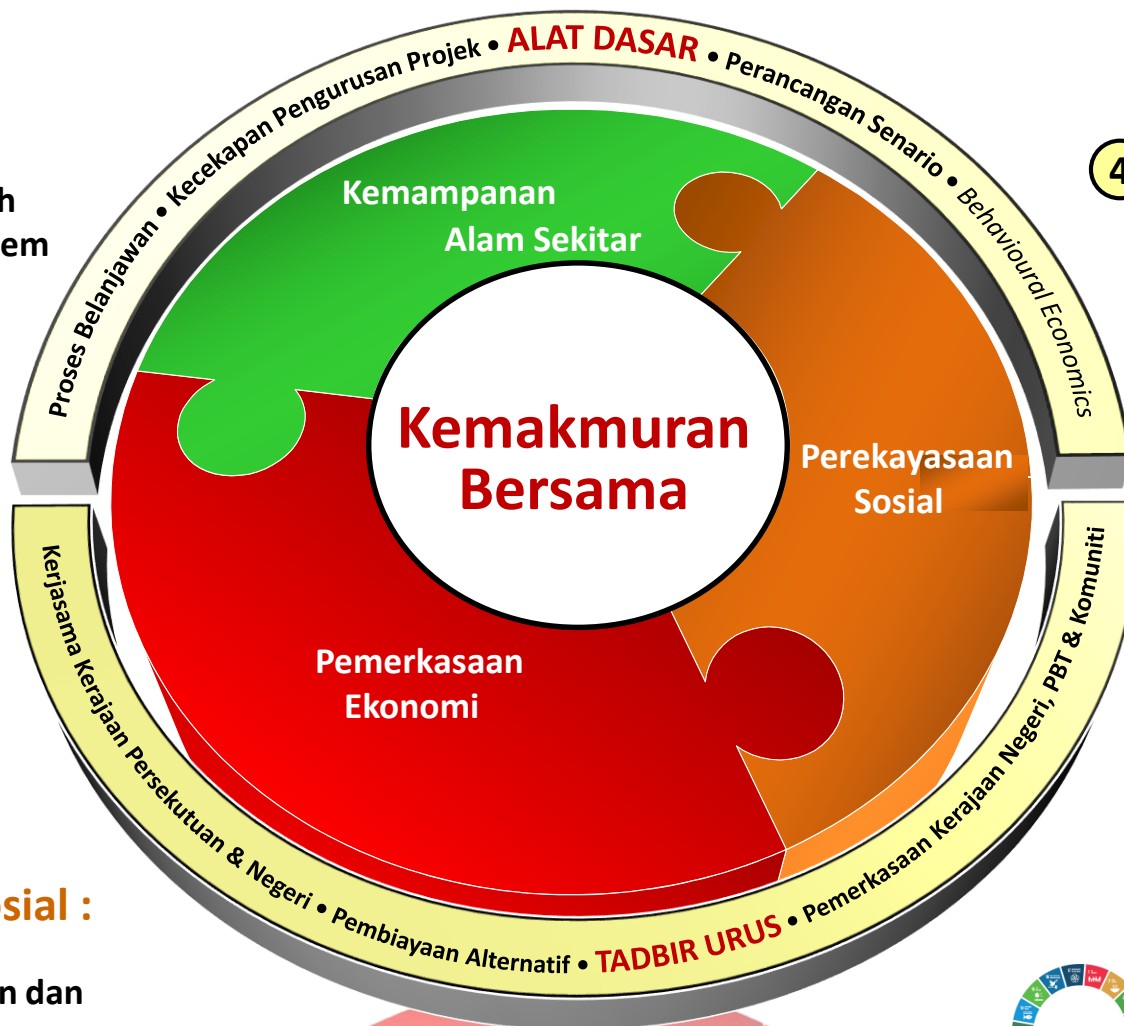 Proses Belanjawan • Kecekapan Pengurusan Projek • ALAT DASAR • Perancangan Senario • Behavioural Economics
4
h
em
Kemampanan
Alam Sekitar
Kemakmuran
Bersama
Perekayasaan
Sosial
Pemerkasaan
Ekonomi
Kerjasama Kerajaan Persekutuan & Negeri • Pembiayaan Alternatif • TADBIR URUS • Pemerkasaan Kerajaan Negeri, PBT & Komuniti
sial :
n dan